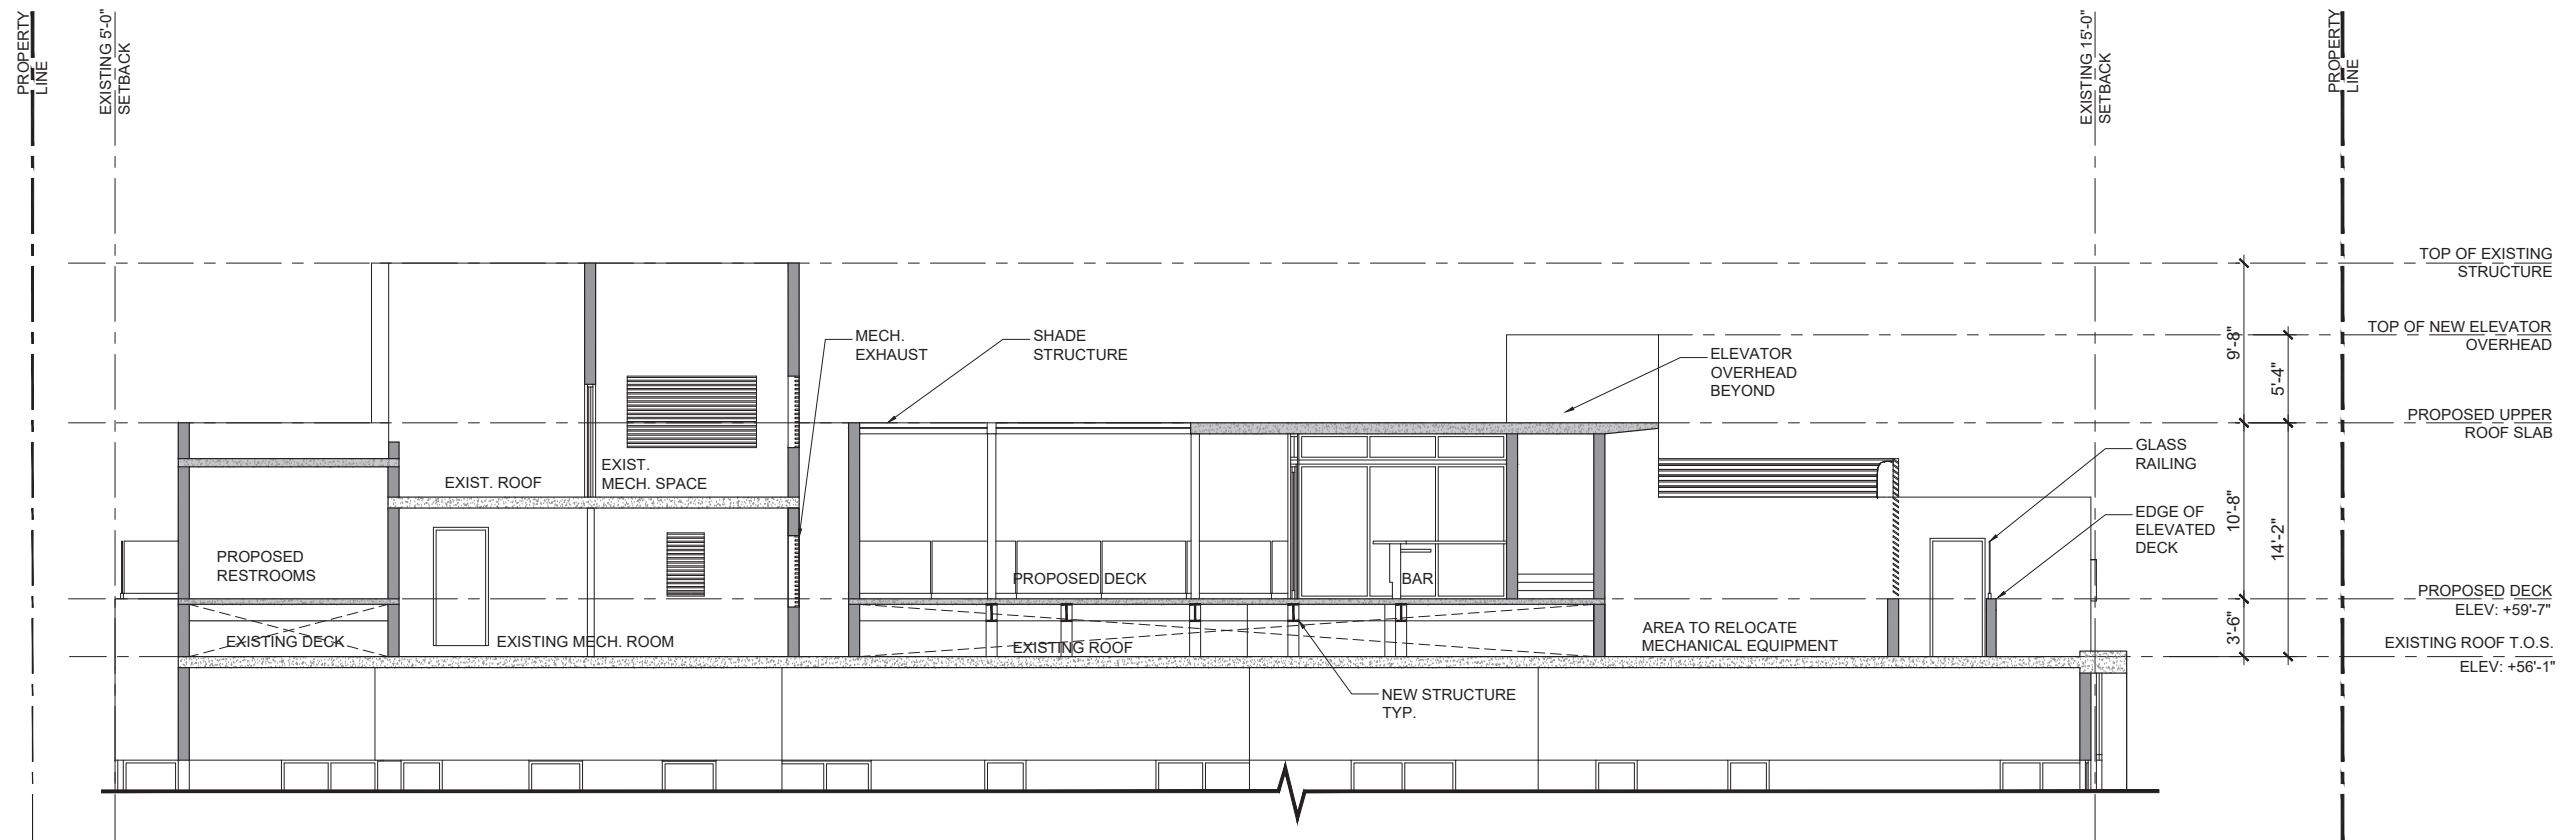 PROPERTY
LINE
EXISTING 5'-0"
SETBACK
EXISTING 15'-0"
SETBACK
PROPERTY
LINE
TOP OF EXISTING
STRUCTURE
TOP OF NEW ELEVATOR
OVERHEAD
9'-8"
5'-4"
MECH.
EXHAUST
SHADE
STRUCTURE
ELEVATOR
OVERHEAD
BEYOND
PROPOSED UPPER
ROOF SLAB
GLASS
RAILING
EXIST. ROOF
EXIST.
MECH. SPACE
EDGE OF
ELEVATED
DECK
10'-8"
14'-2"
PROPOSED
RESTROOMS
PROPOSED DECK
BAR
PROPOSED DECK
ELEV: +59'-7"
3'-6"
EXISTING DECK
EXISTING MECH. ROOM
EXISTING ROOF
AREA TO RELOCATE
MECHANICAL EQUIPMENT
EXISTING ROOF T.O.S.
ELEV: +56'-1"
NEW STRUCTURE
TYP.